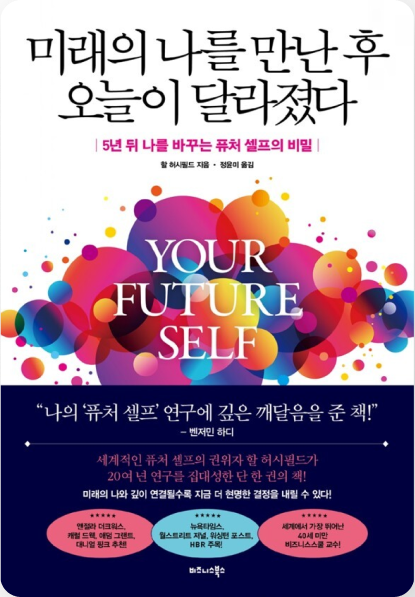 미래의 나를 만난 후
오늘이 달라졌다
| 5년 뒤 나를 바꾸는 퓨처 셀프의 비밀 |
할 허시필드 지음 • 정윤미 옮김
YOUR
FUTURE
SELF
“나의 ‘퓨처 셀프’ 연구에 깊은 깨달음을 준 책!”
– 벤저민 하디
세계적인 퓨처 셀프의 권위자 할 허시필드가
20여 년 연구를 집대성한 단 한 권의 책!
미래의 나와 깊이 연결될수록 지금 더 현명한 결정을 내릴 수 있다!
★★★★★
앤절라 더크워스,
캐럴 드웩, 애덤 그랜트,
대니얼 핑크 추천!
★★★★★
뉴욕타임스,
월스트리트 저널, 워싱턴 포스트,
HBR 주목!
★★★★★
세계에서 가장 뛰어난
40세 미만
비즈니스스쿨 교수!
비즈니스북스